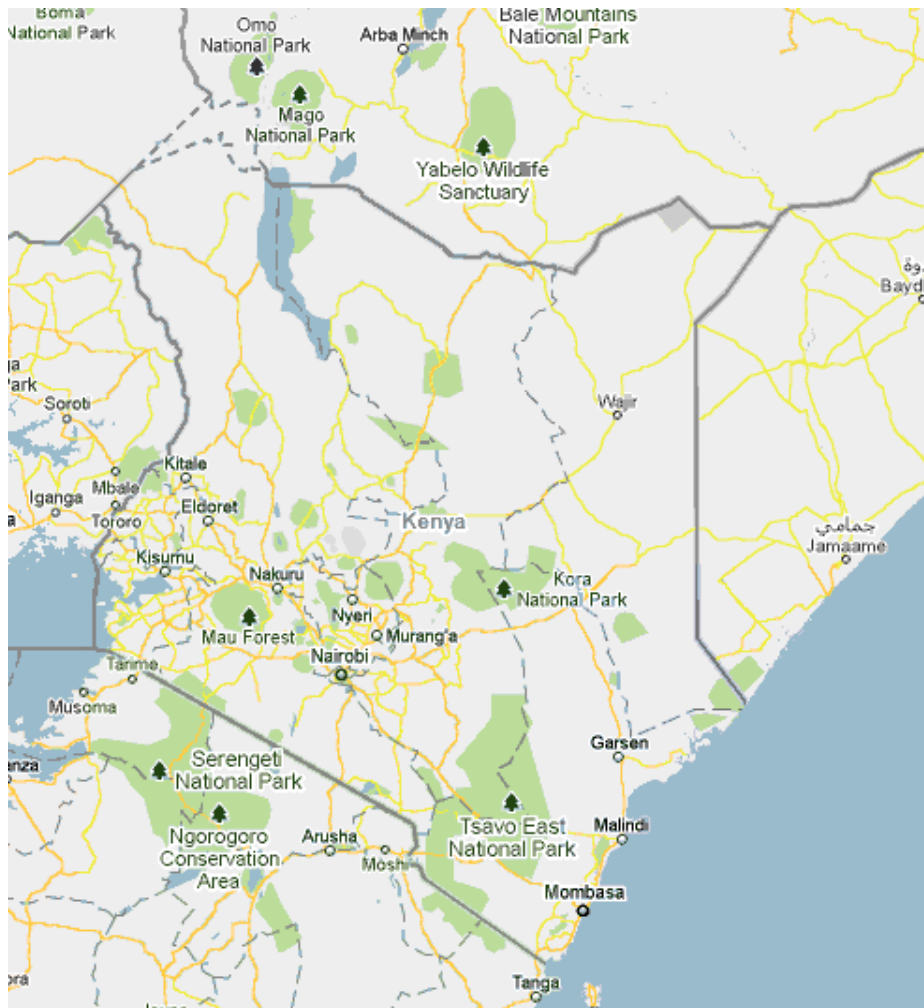 Boma
National Park
Omo
National Park
Arba Minch
Bale Mountains
National Park
Mago
National Park
Yabelo Wildlife
Sanctuary
Park
Soroti
Wajir
Kitale
Mbale
Iganga
Tororo
Eldoret
Kenya
جمامي
Jamaame
Kisumu
Nakuru
Kora
National Park
Nyeri
Mau Forest
Murang'a
Nairobi
Tarime
Musoma
Garsen
Serengeti
National Park
Ngorogoro
Conservation
Area
Arusha
Moshi
Tsavo East
National Park
Malindi
Mombasa
Tanga